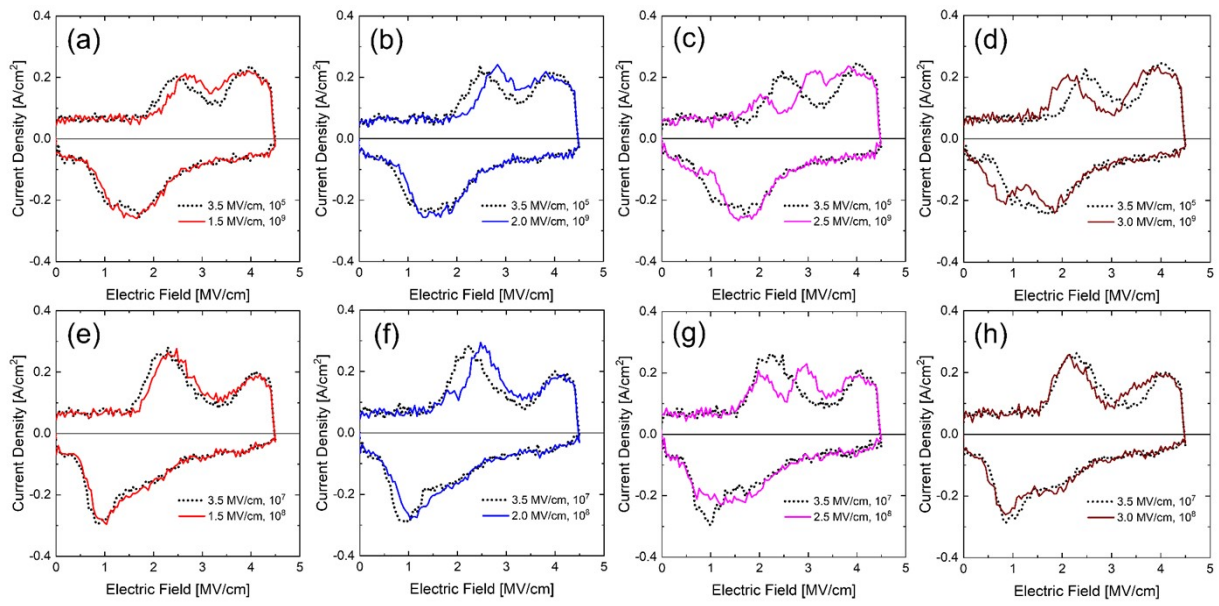 (a) (b) (c) (d)
0.4 0.4 0.4 0.4
0.2 0.2 0.2 0.2
0.0 0.0 0.0 0.0
-0.2 -0.2 -0.2 -0.2
-0.4 -0.4 -0.4 -0.4
Current Density [A/cm²] Current Density [A/cm²] Current Density [A/cm²] Current Density [A/cm²]
3.5 MV/cm, 10⁵ 3.5 MV/cm, 10⁵ 3.5 MV/cm, 10⁵ 3.5 MV/cm, 10⁵
1.5 MV/cm, 10⁹ 2.0 MV/cm, 10⁹ 2.5 MV/cm, 10⁹ 3.0 MV/cm, 10⁹
0 1 2 3 4 5 0 1 2 3 4 5 0 1 2 3 4 5 0 1 2 3 4 5
Electric Field [MV/cm] Electric Field [MV/cm] Electric Field [MV/cm] Electric Field [MV/cm]
(e) (f) (g) (h)
0.4 0.4 0.4 0.4
0.2 0.2 0.2 0.2
0.0 0.0 0.0 0.0
-0.2 -0.2 -0.2 -0.2
-0.4 -0.4 -0.4 -0.4
Current Density [A/cm²] Current Density [A/cm²] Current Density [A/cm²] Current Density [A/cm²]
3.5 MV/cm, 10⁷ 3.5 MV/cm, 10⁷ 3.5 MV/cm, 10⁷ 3.5 MV/cm, 10⁷
1.5 MV/cm, 10⁸ 2.0 MV/cm, 10⁸ 2.5 MV/cm, 10⁸ 3.0 MV/cm, 10⁸
0 1 2 3 4 5 0 1 2 3 4 5 0 1 2 3 4 5 0 1 2 3 4 5
Electric Field [MV/cm] Electric Field [MV/cm] Electric Field [MV/cm] Electric Field [MV/cm]